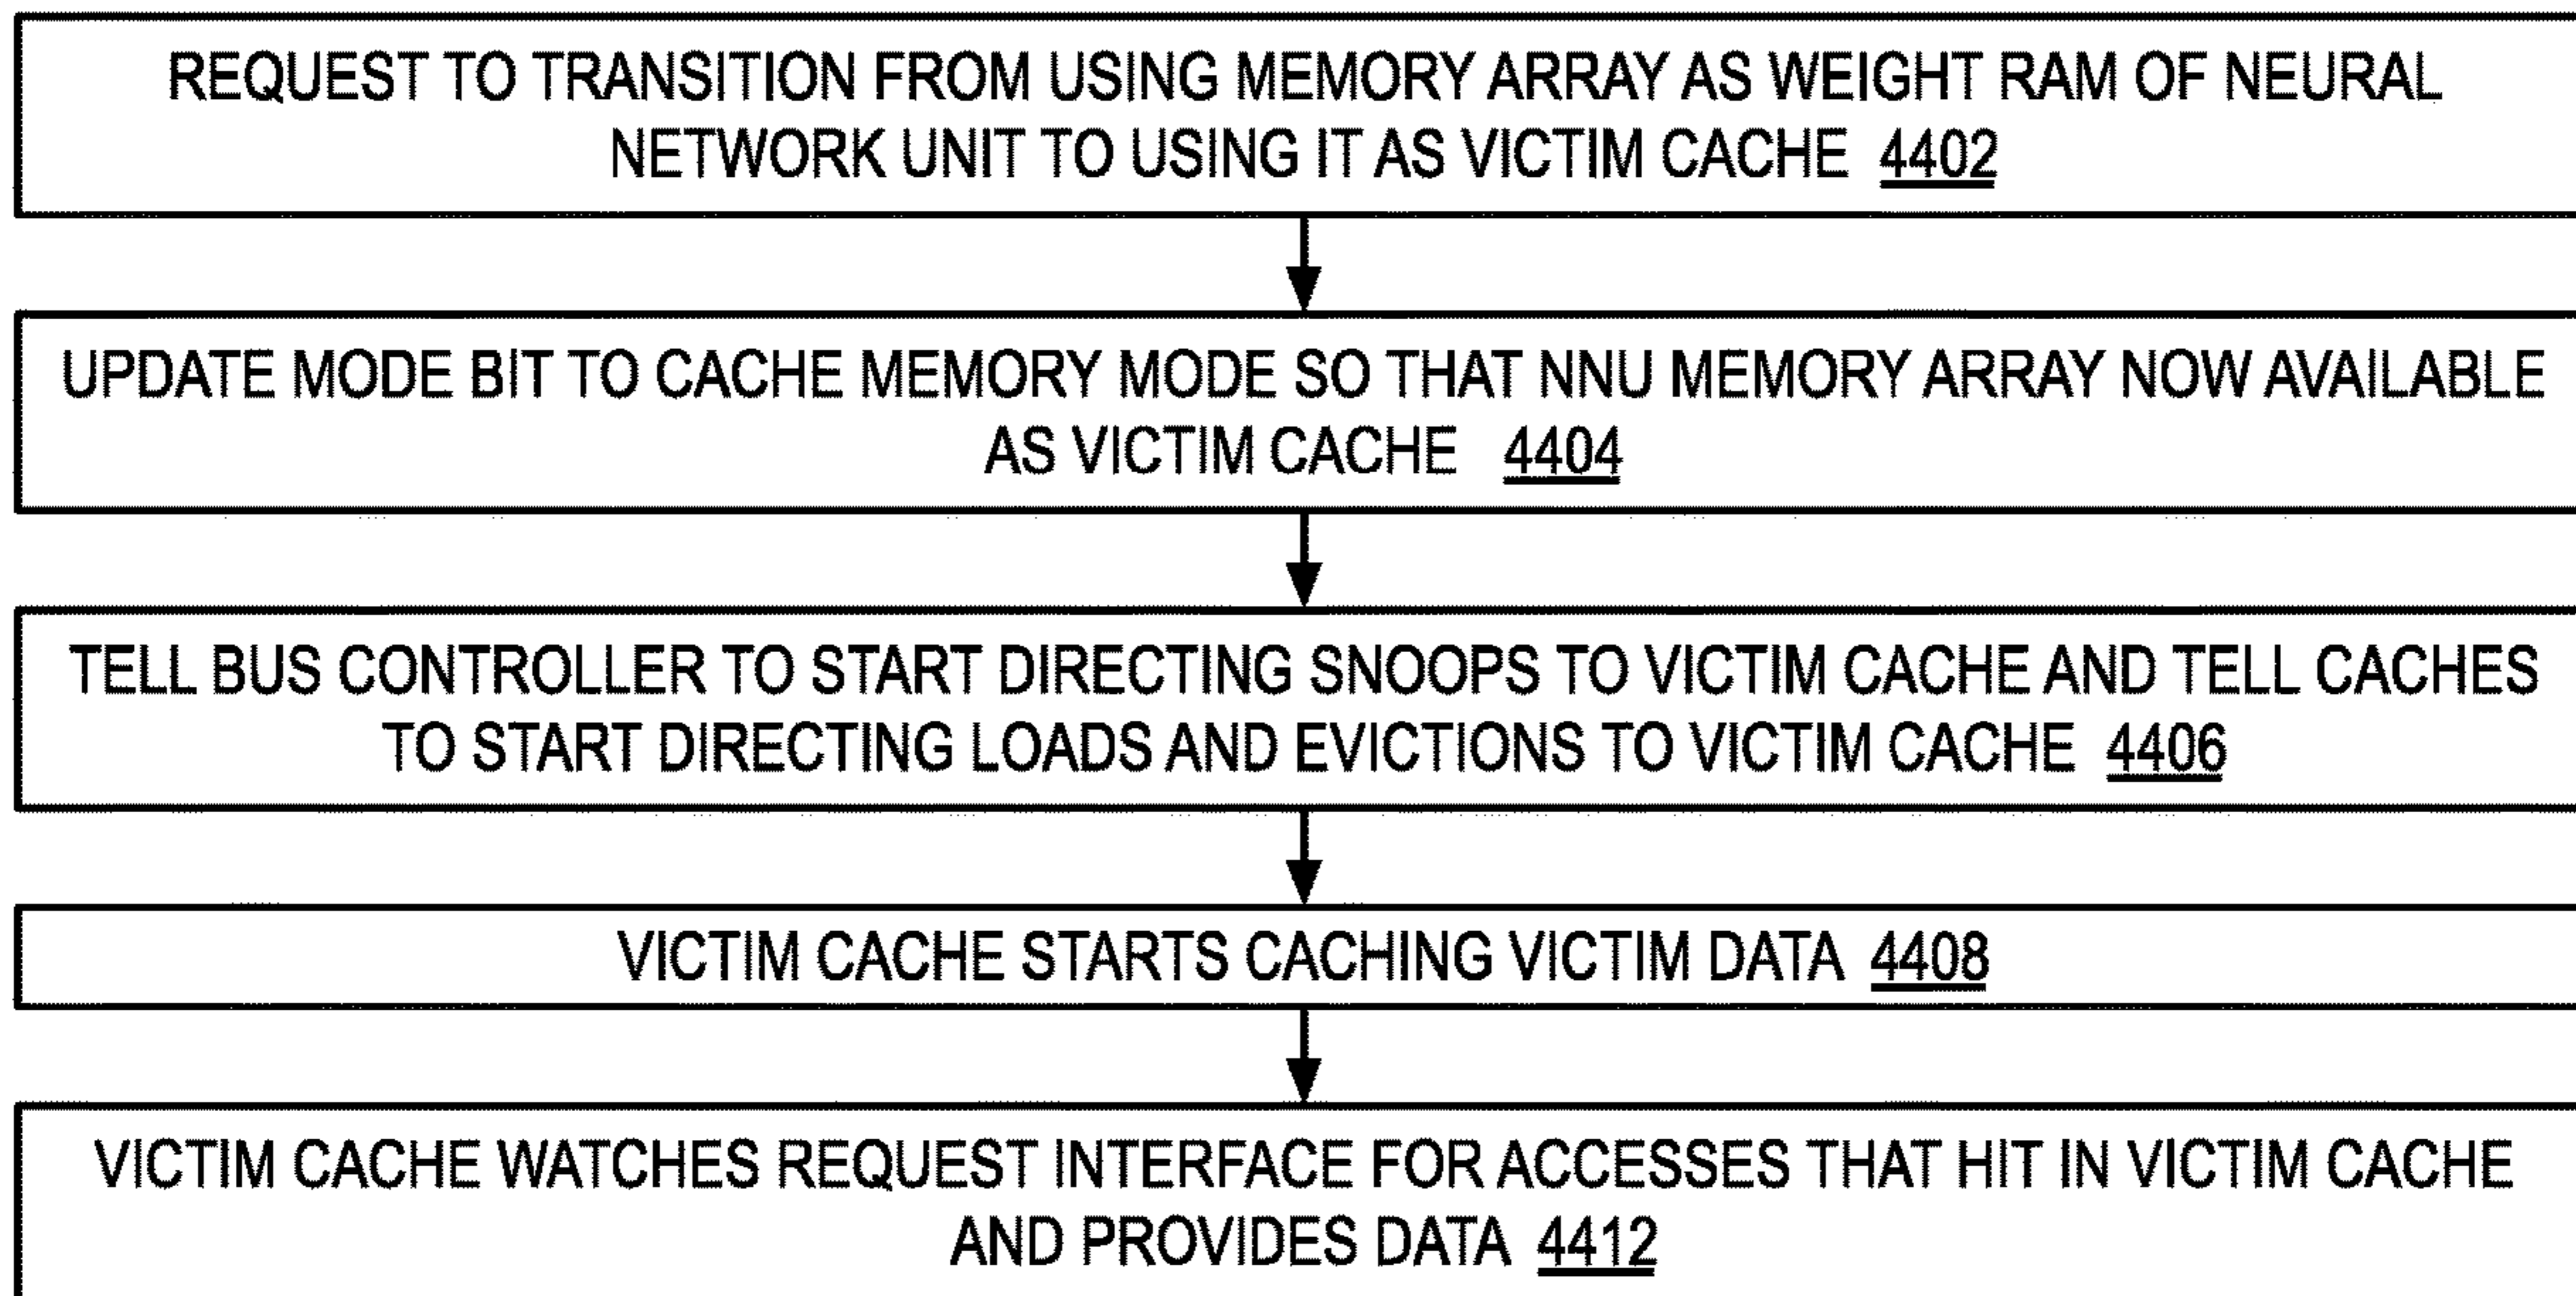 REQUEST TO TRANSITION FROM USING MEMORY ARRAY AS WEIGHT RAM OF NEURAL
NETWORK UNIT TO USING IT AS VICTIM CACHE 4402
UPDATE MODE BIT TO CACHE MEMORY MODE SO THAT NNU MEMORY ARRAY NOW AVAILABLE
AS VICTIM CACHE 4404
TELL BUS CONTROLLER TO START DIRECTING SNOOPS TO VICTIM CACHE AND TELL CACHES
TO START DIRECTING LOADS AND EVICTIONS TO VICTIM CACHE 4406
VICTIM CACHE STARTS CACHING VICTIM DATA 4408
VICTIM CACHE WATCHES REQUEST INTERFACE FOR ACCESSES THAT HIT IN VICTIM CACHE
AND PROVIDES DATA 4412